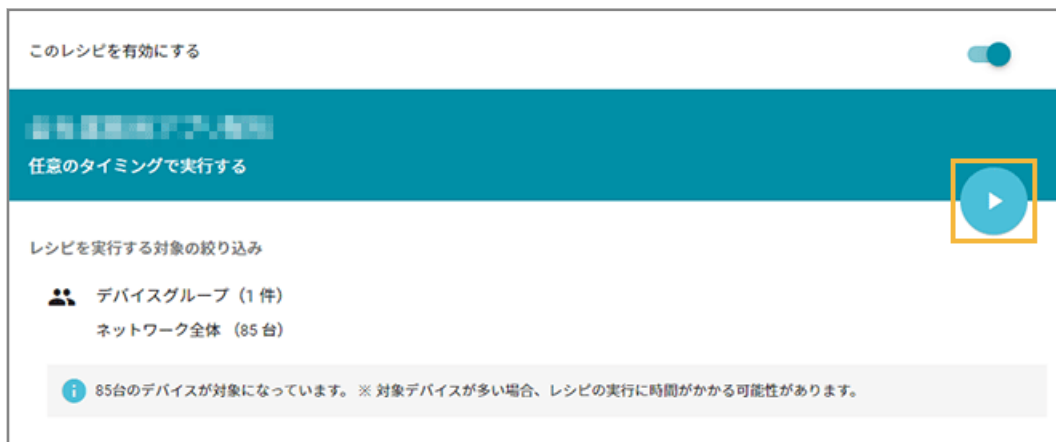 このレシピを有効にする
任意のタイミングで実行する
レシピを実行する対象の絞り込み
デバイスグループ（1 件）
ネットワーク全体 （85 台）
85台のデバイスが対象になっています。 ※ 対象デバイスが多い場合、レシピの実行に時間がかかる可能性があります。